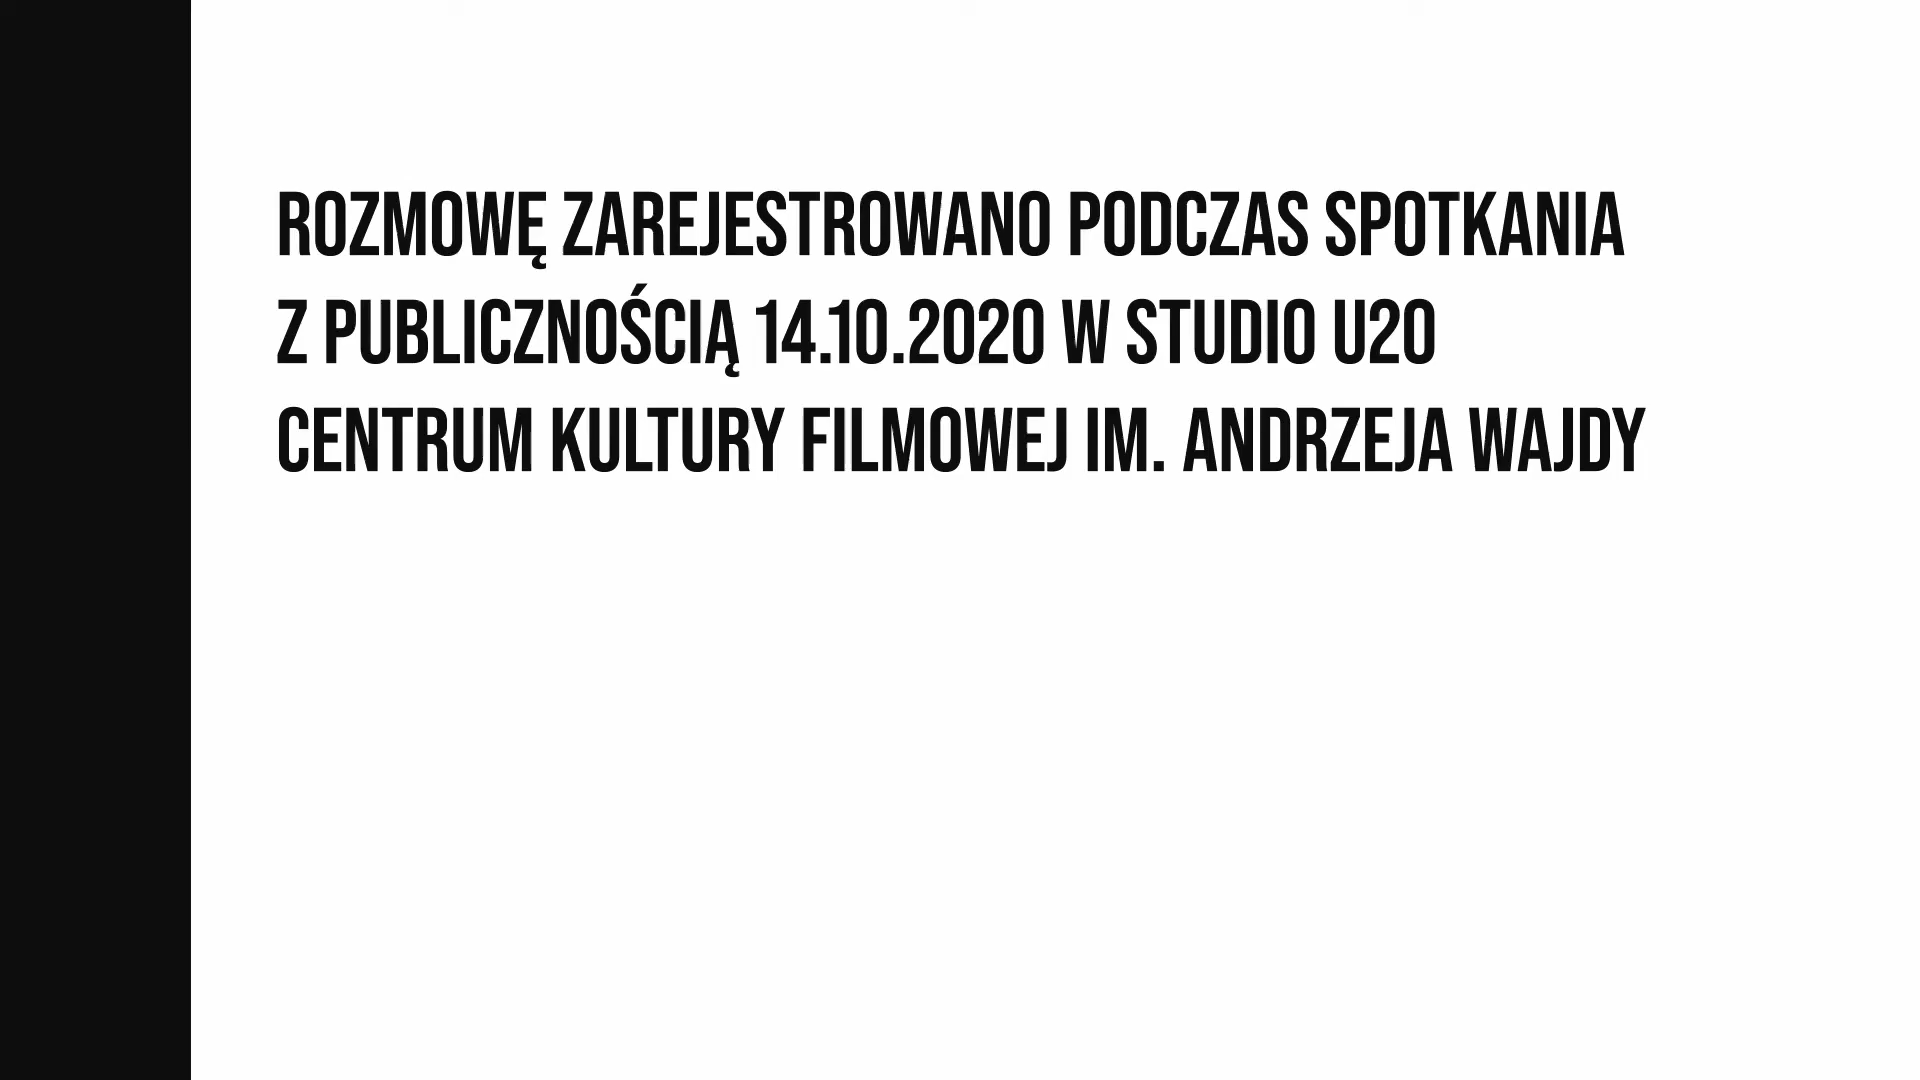 ROZMOWĘ ZAREJESTROWANO PODCZAS SPOTKANIA
Z PUBLICZNOŚCIĄ 14.10.2020 W STUDIO U20
CENTRUM KULTURY FILMOWEJ IM. ANDRZEJA WAJDY